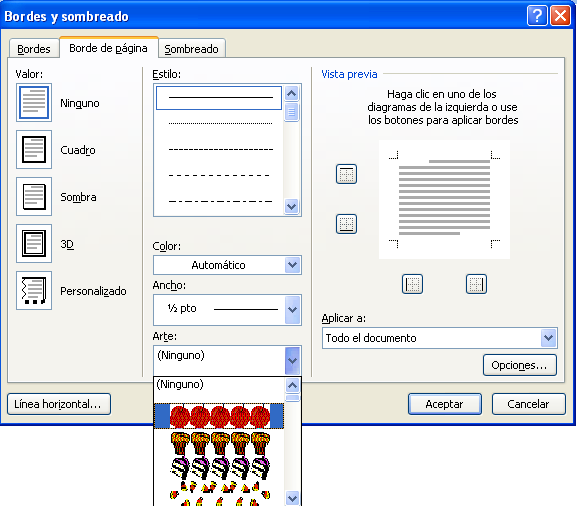 Bordes y sombreado
Bordes
Borde de página
Sombreado
Valor:
Ninguno
Cuadro
Sombra
3D
Personalizado
Estilo:
Color:
Automático
Ancho:
½ pto
Arte:
(Ninguno)
(Ninguno)
Vista previa
Haga clic en uno de los
diagramas de la izquierda o use
los botones para aplicar bordes
Aplicar a:
Todo el documento
Opciones...
Línea horizontal...
Aceptar
Cancelar